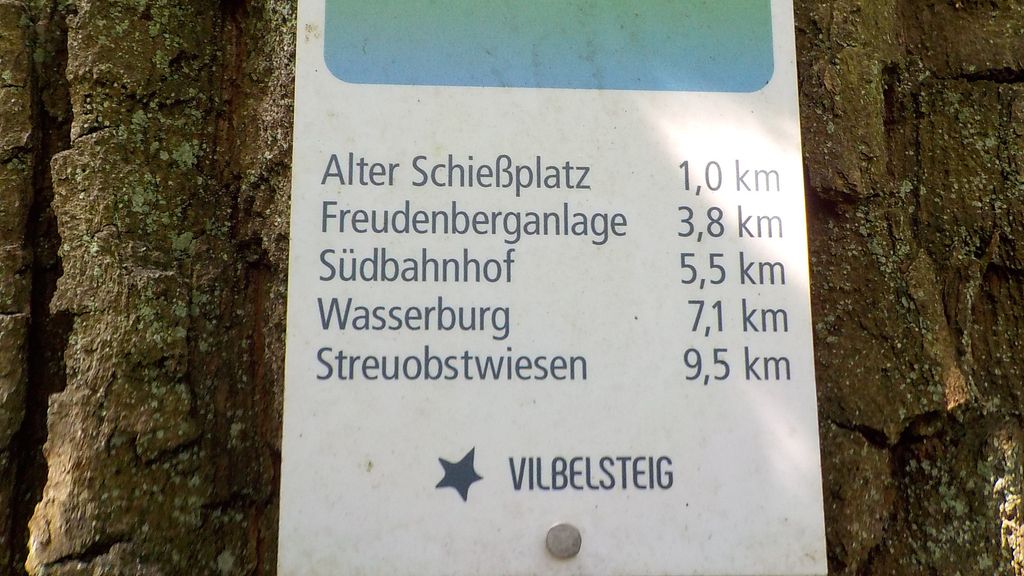 Alter Schießplatz 1,0 km
Freudenberganlage 3,8 km
Südbahnhof 5,5 km
Wasserburg 7,1 km
Streuobstwiesen 9,5 km
VILBELSTEIG